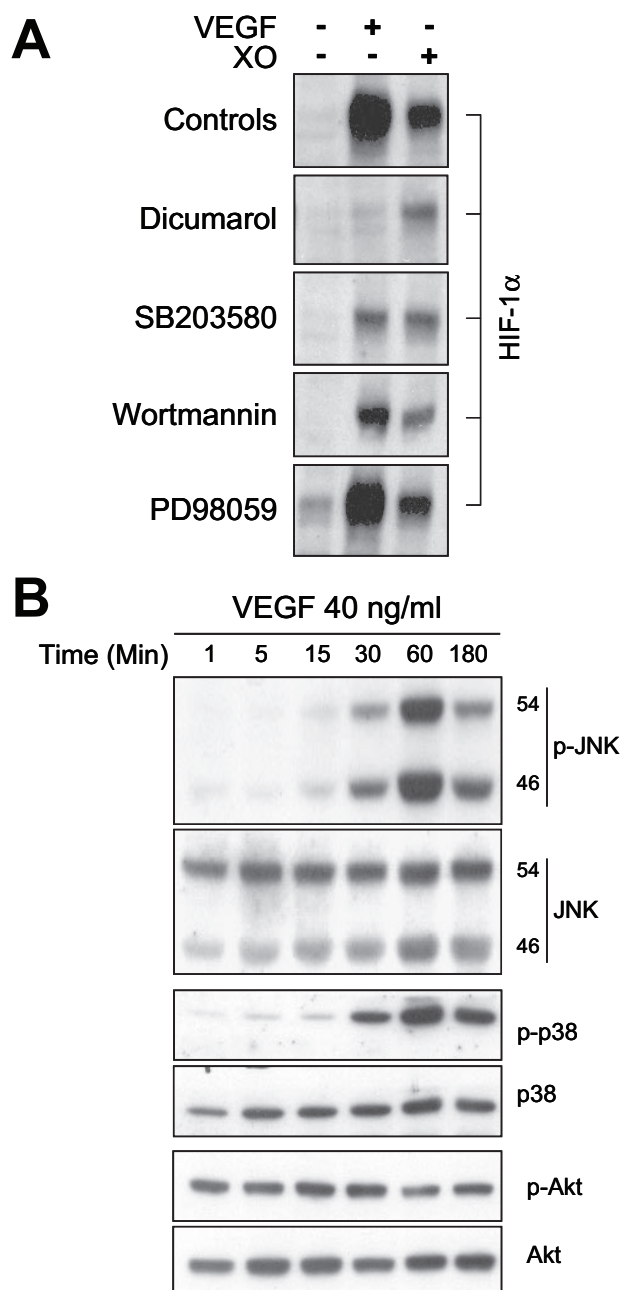 A
VEGF - + -
XO - - +
Controls
Dicumarol
SB203580
Wortmannin
PD98059
HIF-1α
B
VEGF 40 ng/ml
Time (Min) 1 5 15 30 60 180
54
p-JNK
46
54
JNK
46
p-p38
p38
p-Akt
Akt